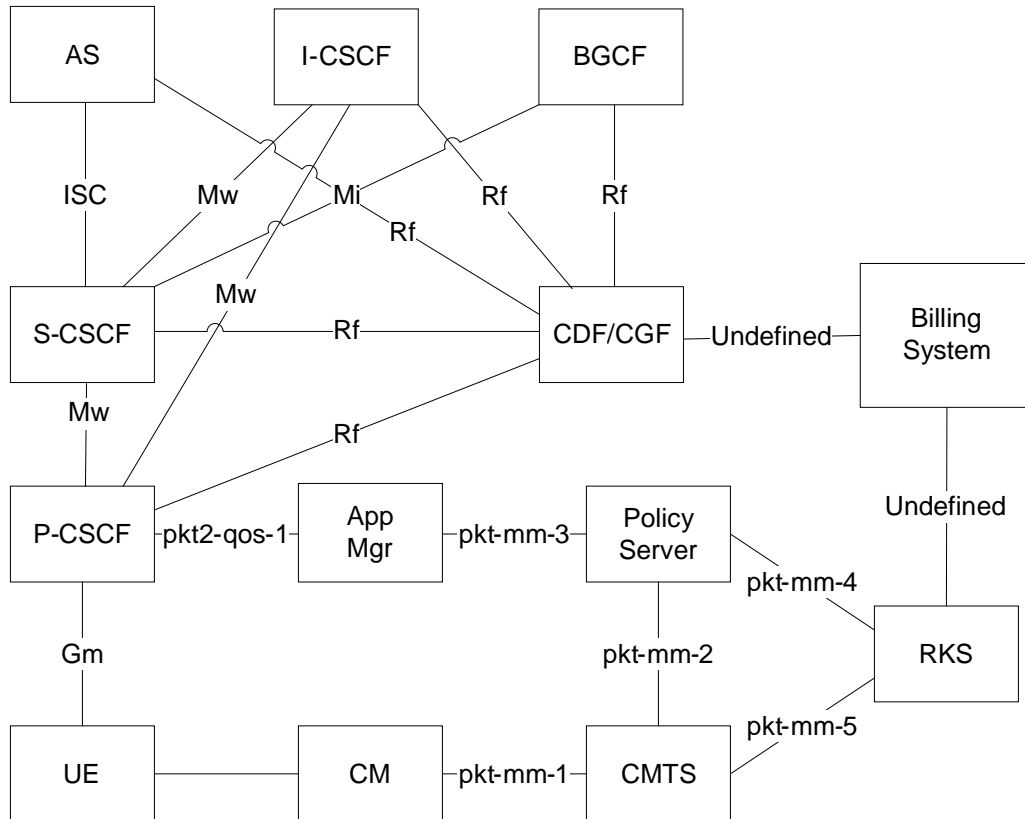 AS
I-CSCF
BGCF
ISC
Mw
Mi
Rf
Rf
Rf
Mw
S-CSCF
Rf
CDF/CGF
Undefined
Billing
System
Mw
Rf
P-CSCF
pkt2-qos-1
App
Mgr
pkt-mm-3
Policy
Server
Undefined
pkt-mm-4
Gm
pkt-mm-2
RKS
pkt-mm-5
UE
CM
pkt-mm-1
CMTS